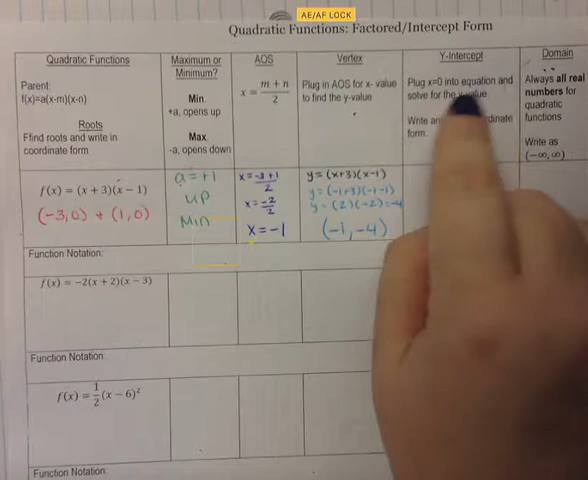 AE/AF LOCK
Quadratic Functions: Factored/Intercept Form
Quadratic Functions
Parent:
f(x)=a(x-m)(x-n)
Roots
Ffind roots and write in
coordinate form
Maximum or
Minimum?
Min
+a, opens up
Max
-a, opens down
AOS
x = m + n / 2
Vertex
Plug in AOS for x- value
to find the y-value
Y-Intercept
Plug x=0 into equation and
solve for the
Write
form.
Domain
Always all real
numbers for
quadratic
functions
Write as
(-∞,∞)
f(x) = (x + 3)(x − 1)
(-3,0) + (1,0)
a = +1
UP
Min
x = -3+1 / 2
x = -2 / 2
x = -1
y = (x+3)(x-1)
y = (-1+3)(-1-1)
y = (2)(-2) = -4
(-1, -4)
Function Notation:
f(x) = −2(x + 2)(x − 3)
Function Notation:
f(x) = 1/2 (x − 6)²
Function Notation: